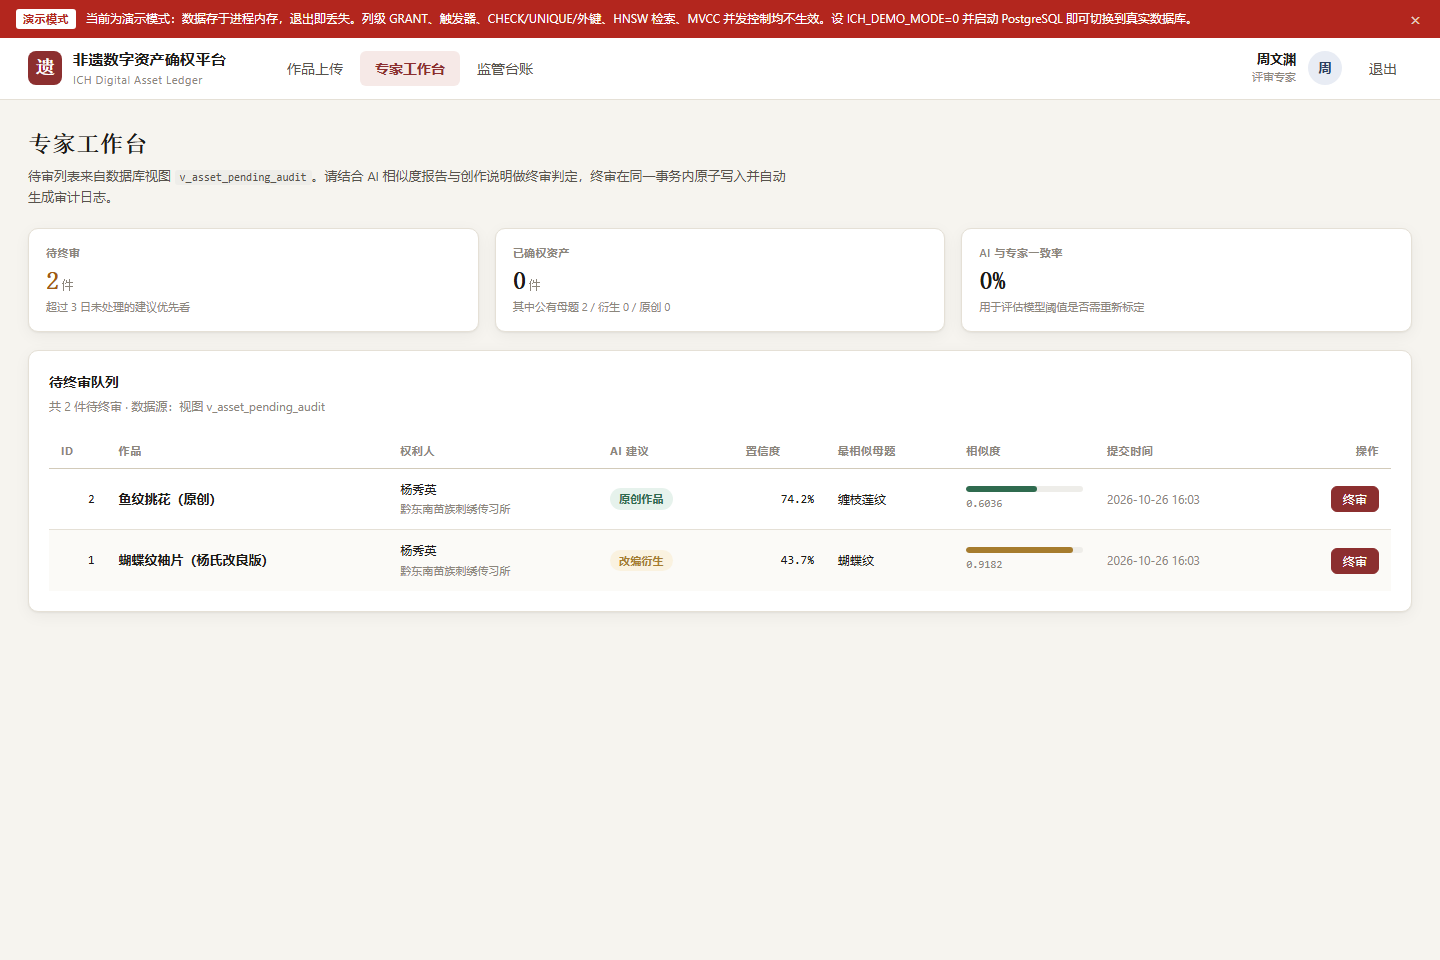 演示模式 当前为演示模式：数据存于进程内存，退出即丢失。列级 GRANT、触发器、CHECK/UNIQUE/外键、HNSW 检索、MVCC 并发控制均不生效。设 ICH_DEMO_MODE=0 并启动 PostgreSQL 即可切换到真实数据库。 ×
遗 非遗数字资产确权平台
ICH Digital Asset Ledger
作品上传 专家工作台 监管台账
周文渊
评审专家
周 退出
专家工作台
待审列表来自数据库视图 v_asset_pending_audit 。请结合 AI 相似度报告与创作说明做终审判定，终审在同一事务内原子写入并自动
生成审计日志。
待终审
2 件
超过 3 日未处理的建议优先看
已确权资产
0 件
其中公有母题 2 / 衍生 0 / 原创 0
AI 与专家一致率
0%
用于评估模型阈值是否需重新标定
待终审队列
共 2 件待终审 · 数据源：视图 v_asset_pending_audit
ID 作品 权利人 AI 建议 置信度 最相似母题 相似度 提交时间 操作
2 鱼纹挑花（原创） 杨秀英 黔东南苗族刺绣传习所 原创作品 74.2% 缠枝莲纹 0.6036 2026-10-26 16:03 终审
1 蝴蝶纹袖片（杨氏改良版） 杨秀英 黔东南苗族刺绣传习所 改编衍生 43.7% 蝴蝶纹 0.9182 2026-10-26 16:03 终审